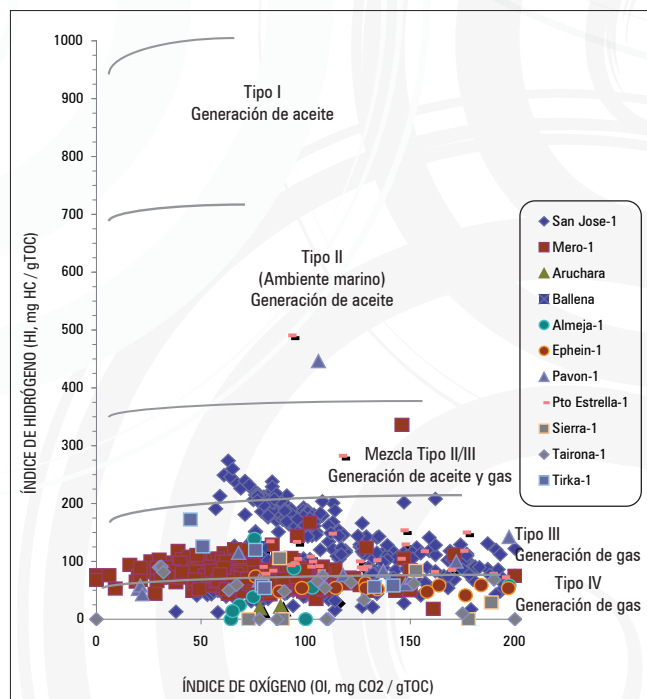 1000
900
800
700
600
500
400
300
200
100
0
0
50
100
150
200
ÍNDICE DE HIDRÓGENO (HI, mg HC / gTOC)
ÍNDICE DE OXÍGENO (OI, mg CO2 / gTOC)
Tipo I
Generación de aceite
Tipo II
(Ambiente marino)
Generación de aceite
Mezcla Tipo II/III
Generación de aceite y gas
Tipo III
Generación de gas
Tipo IV
Generación de gas
San Jose-1
Mero-1
Aruchara
Ballena
Almeja-1
Ephein-1
Pavon-1
Pto Estrella-1
Sierra-1
Tairona-1
Tirka-1